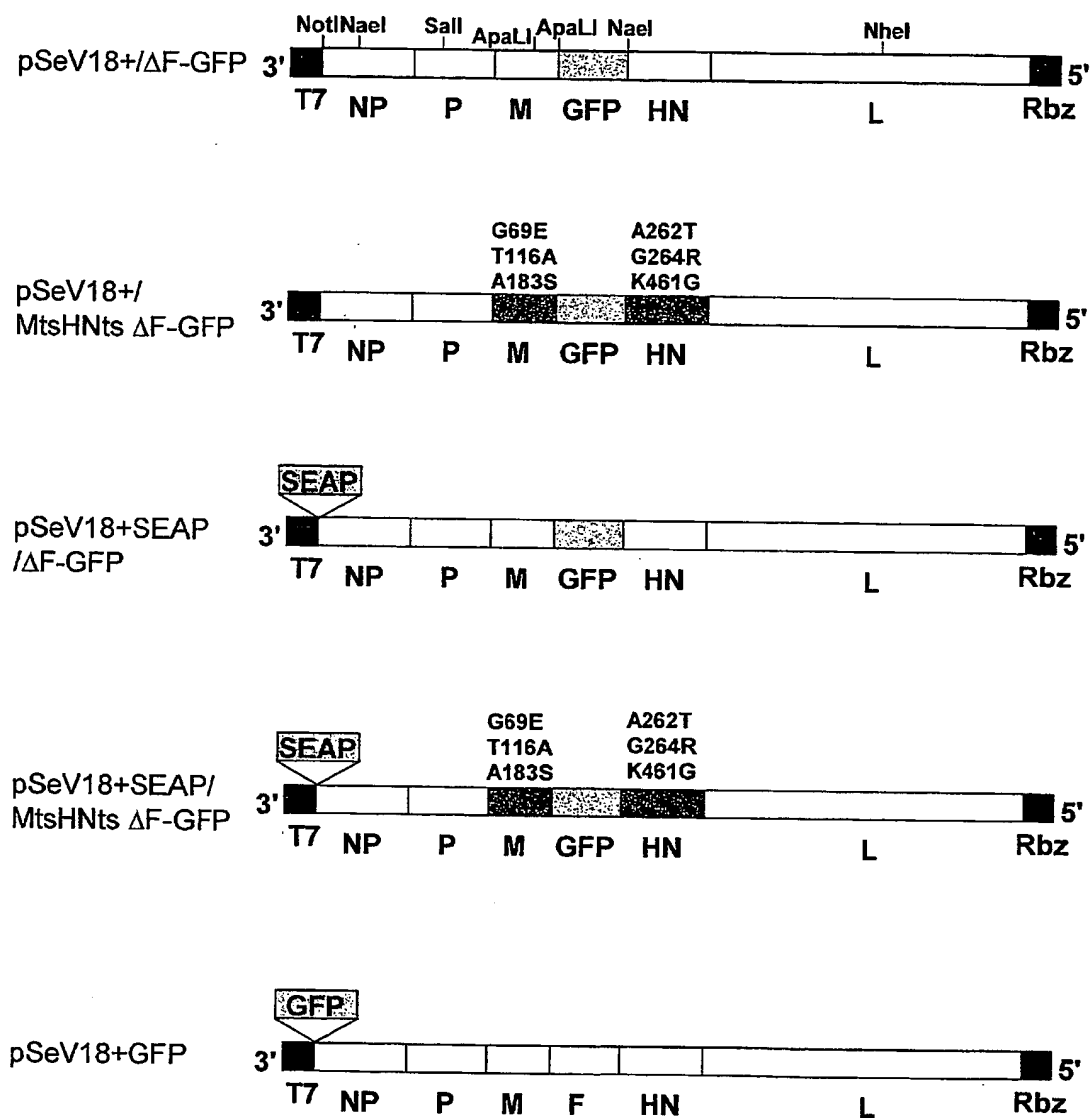 NotI NaeI SalI ApaLI ApaLI NaeI NheI
pSeV18+/ΔF-GFP 3' 5'
T7 NP P M GFP HN L Rbz
G69E A262T
T116A G264R
A183S K461G
pSeV18+/
MtsHNts ΔF-GFP 3' 5'
T7 NP P M GFP HN L Rbz
SEAP
pSeV18+SEAP
/ΔF-GFP 3' 5'
T7 NP P M GFP HN L Rbz
G69E A262T
T116A G264R
A183S K461G
SEAP
pSeV18+SEAP/
MtsHNts ΔF-GFP 3' 5'
T7 NP P M GFP HN L Rbz
GFP
pSeV18+GFP 3' 5'
T7 NP P M F HN L Rbz